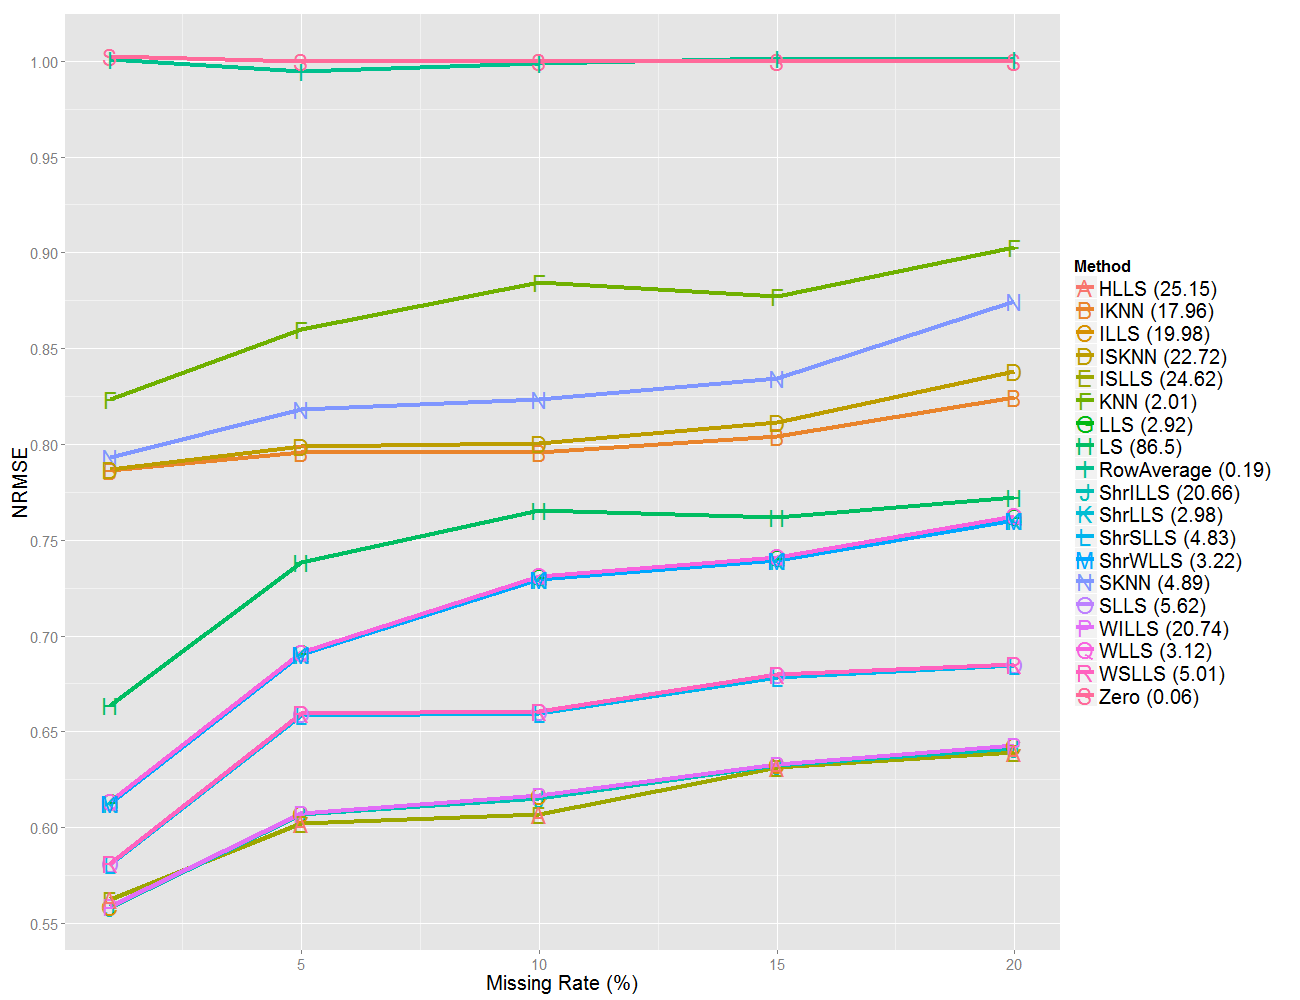 1.00
0.95
0.90
0.85
0.80
0.75
0.70
0.65
0.60
0.55
NRMSE
5
10
15
20
Missing Rate (%)
Method
A HLLS (25.15)
B IKNN (17.96)
C ILLS (19.98)
D ISKNN (22.72)
E ISLLS (24.62)
F KNN (2.01)
G LLS (2.92)
H LS (86.5)
I RowAverage (0.19)
J ShrILLS (20.66)
K ShrLLS (2.98)
L ShrSLLS (4.83)
M ShrWLLS (3.22)
N SKNN (4.89)
O SLLS (5.62)
P WILLS (20.74)
Q WLLS (3.12)
R WSLLS (5.01)
S Zero (0.06)